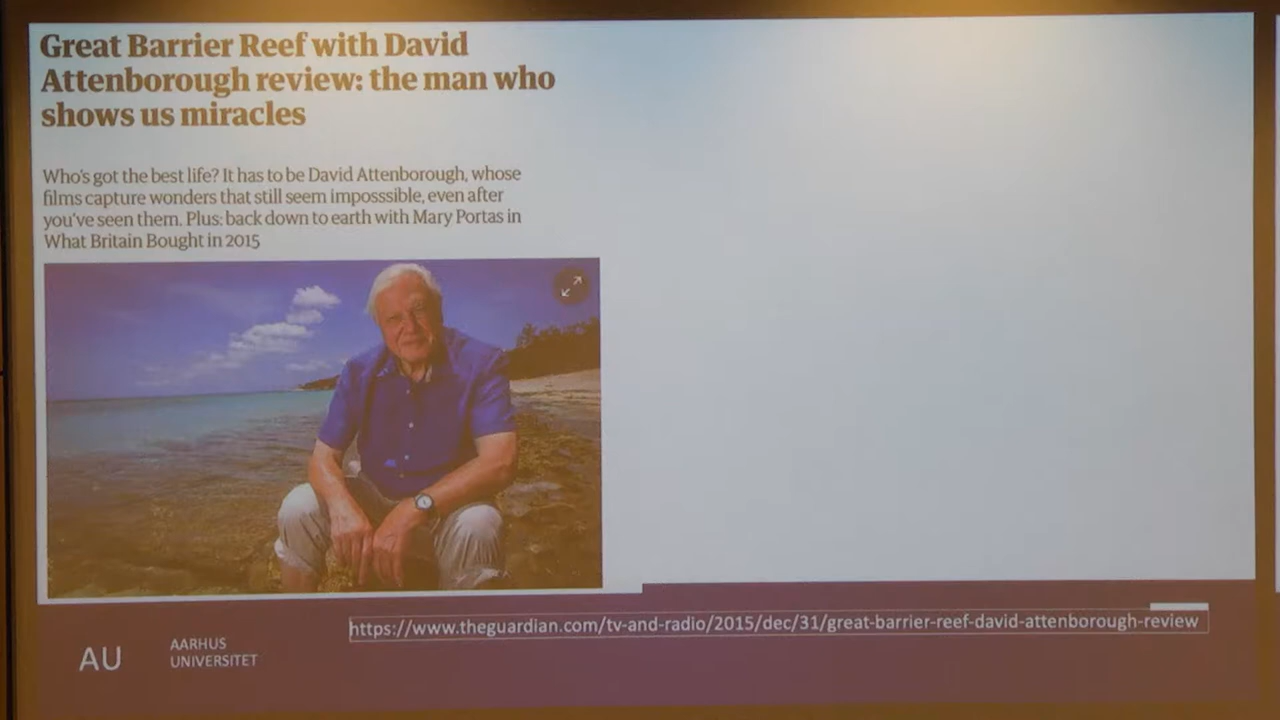 Great Barrier Reef with David
Attenborough review: the man who
shows us miracles
Who's got the best life? It has to be David Attenborough, whose
films capture wonders that still seem imposssible, even after
you've seen them. Plus: back down to earth with Mary Portas in
What Britain Bought in 2015
https://www.theguardian.com/tv-and-radio/2015/dec/31/great-barrier-reef-david-attenborough-review
AU
AARHUS
UNIVERSITET